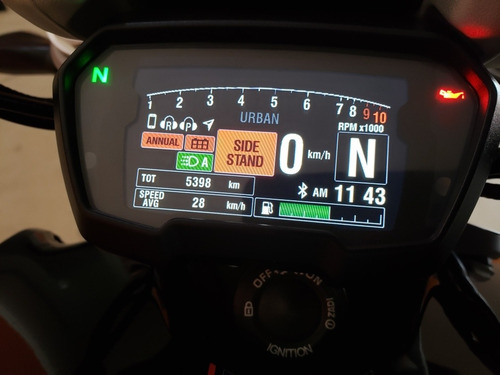 N
1 2 3 4 5 6 7 8 9 10
URBAN
RPM x1000
R P
ANNUAL
A
SIDE
STAND
0 km/h
N
TOT 5398 km
AM 11 43
SPEED
AVG 28 km/h
OFF ON
IGNITION